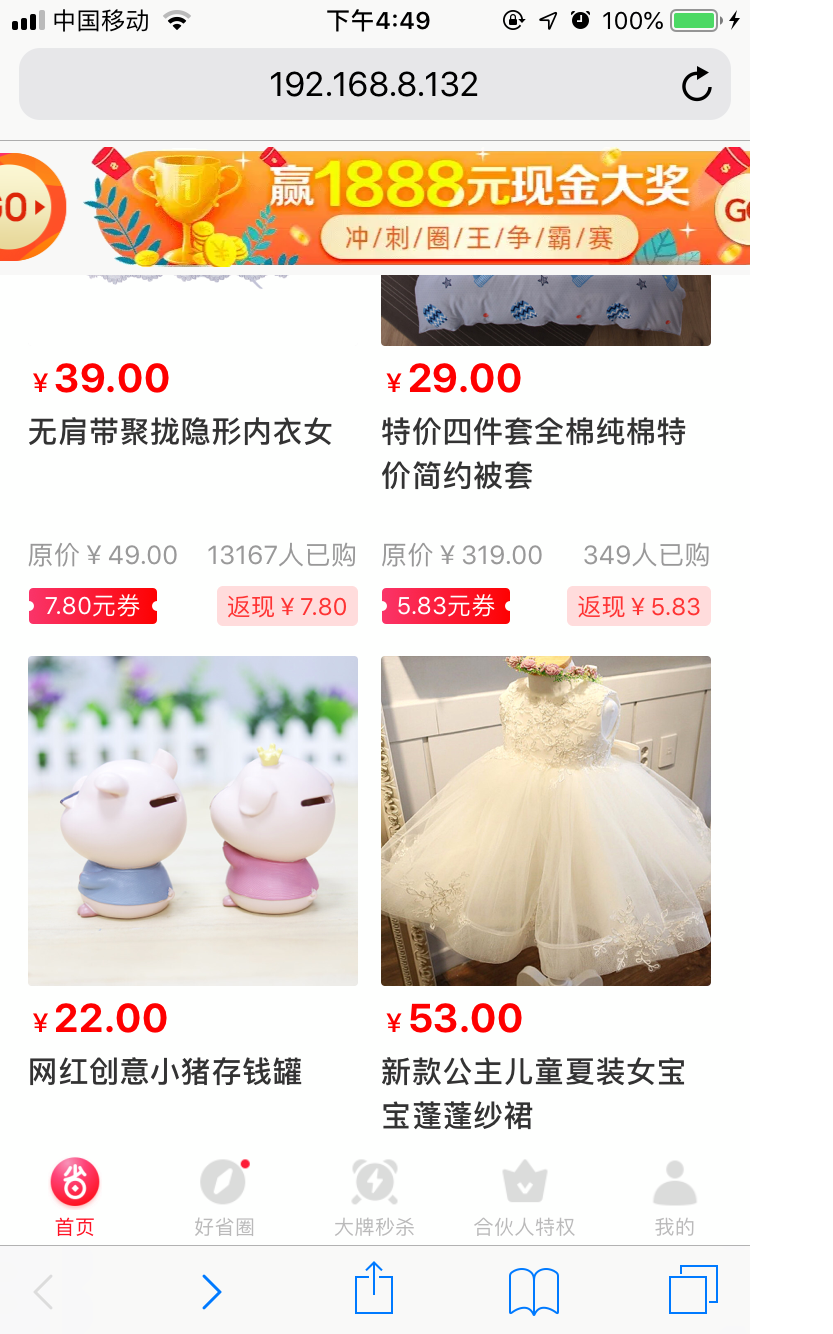 中国移动
下午4:49
100%
192.168.8.132
GO
赢1888元现金大奖
冲/刺/圈/王/争/霸/赛
¥39.00
¥29.00
无肩带聚拢隐形内衣女
特价四件套全棉纯棉特
价简约被套
原价¥49.00
13167人已购
原价¥319.00
349人已购
7.80元券
返现¥7.80
5.83元券
返现¥5.83
¥22.00
¥53.00
网红创意小猪存钱罐
新款公主儿童夏装女宝
宝蓬蓬纱裙
省
首页
好省圈
大牌秒杀
合伙人特权
我的